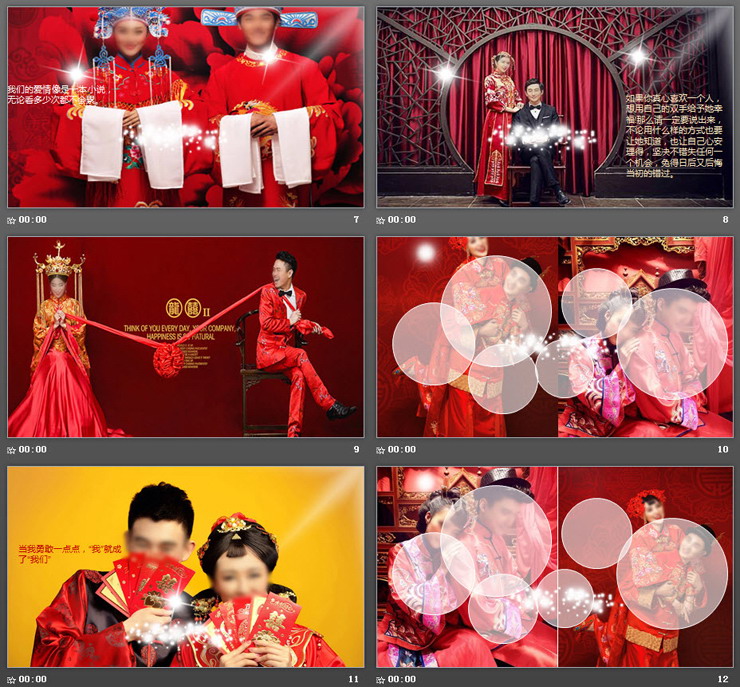 我们的爱情像是一本小说,
无论看多少次都不会累。
00:00
7
如果你真心喜欢一个人，
想用自己的双手给予她幸
福!那么请一定要说出来，
不论用什么样的方式也要
让她知道，也让自己心安
理得，坚决不错失任何一
个机会，免得日后又后悔
当初的错过。
00:00
8
II
THINK OF YOU EVERY DAY, YOUR COMPANY,
HAPPINESS IS NATURAL
00:00
9
00:00
10
当我勇敢一点点，“我”就成
了“我们”
00:00
11
00:00
12